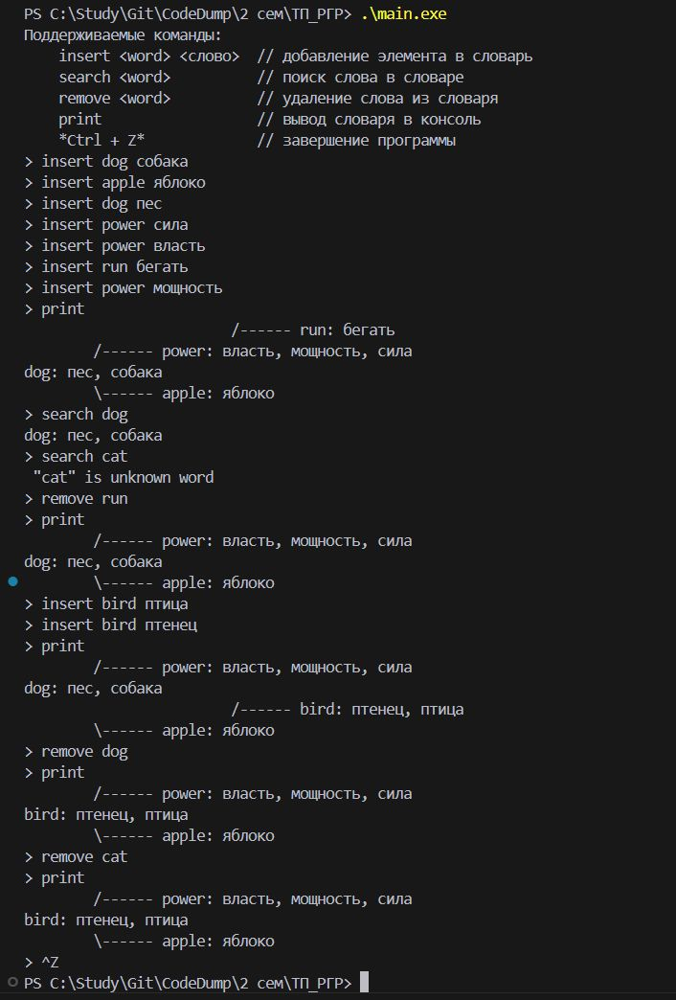 PS C:\Study\Git\CodeDump\2 сем\ТП_РГР> .\main.exe
Поддерживаемые команды:
    insert <word> <слово>  // добавление элемента в словарь
    search <word>          // поиск слова в словаре
    remove <word>          // удаление слова из словаря
    print                  // вывод словаря в консоль
    *Ctrl + Z*             // завершение программы
> insert dog собака
> insert apple яблоко
> insert dog пес
> insert power сила
> insert power власть
> insert run бегать
> insert power мощность
> print
                        /------ run: бегать
        /------ power: власть, мощность, сила
dog: пес, собака
        \------ apple: яблоко
> search dog
dog: пес, собака
> search cat
 "cat" is unknown word
> remove run
> print
        /------ power: власть, мощность, сила
dog: пес, собака
        \------ apple: яблоко
> insert bird птица
> insert bird птенец
> print
        /------ power: власть, мощность, сила
dog: пес, собака
                        /------ bird: птенец, птица
        \------ apple: яблоко
> remove dog
> print
        /------ power: власть, мощность, сила
bird: птенец, птица
        \------ apple: яблоко
> remove cat
> print
        /------ power: власть, мощность, сила
bird: птенец, птица
        \------ apple: яблоко
> ^Z
PS C:\Study\Git\CodeDump\2 сем\ТП_РГР>